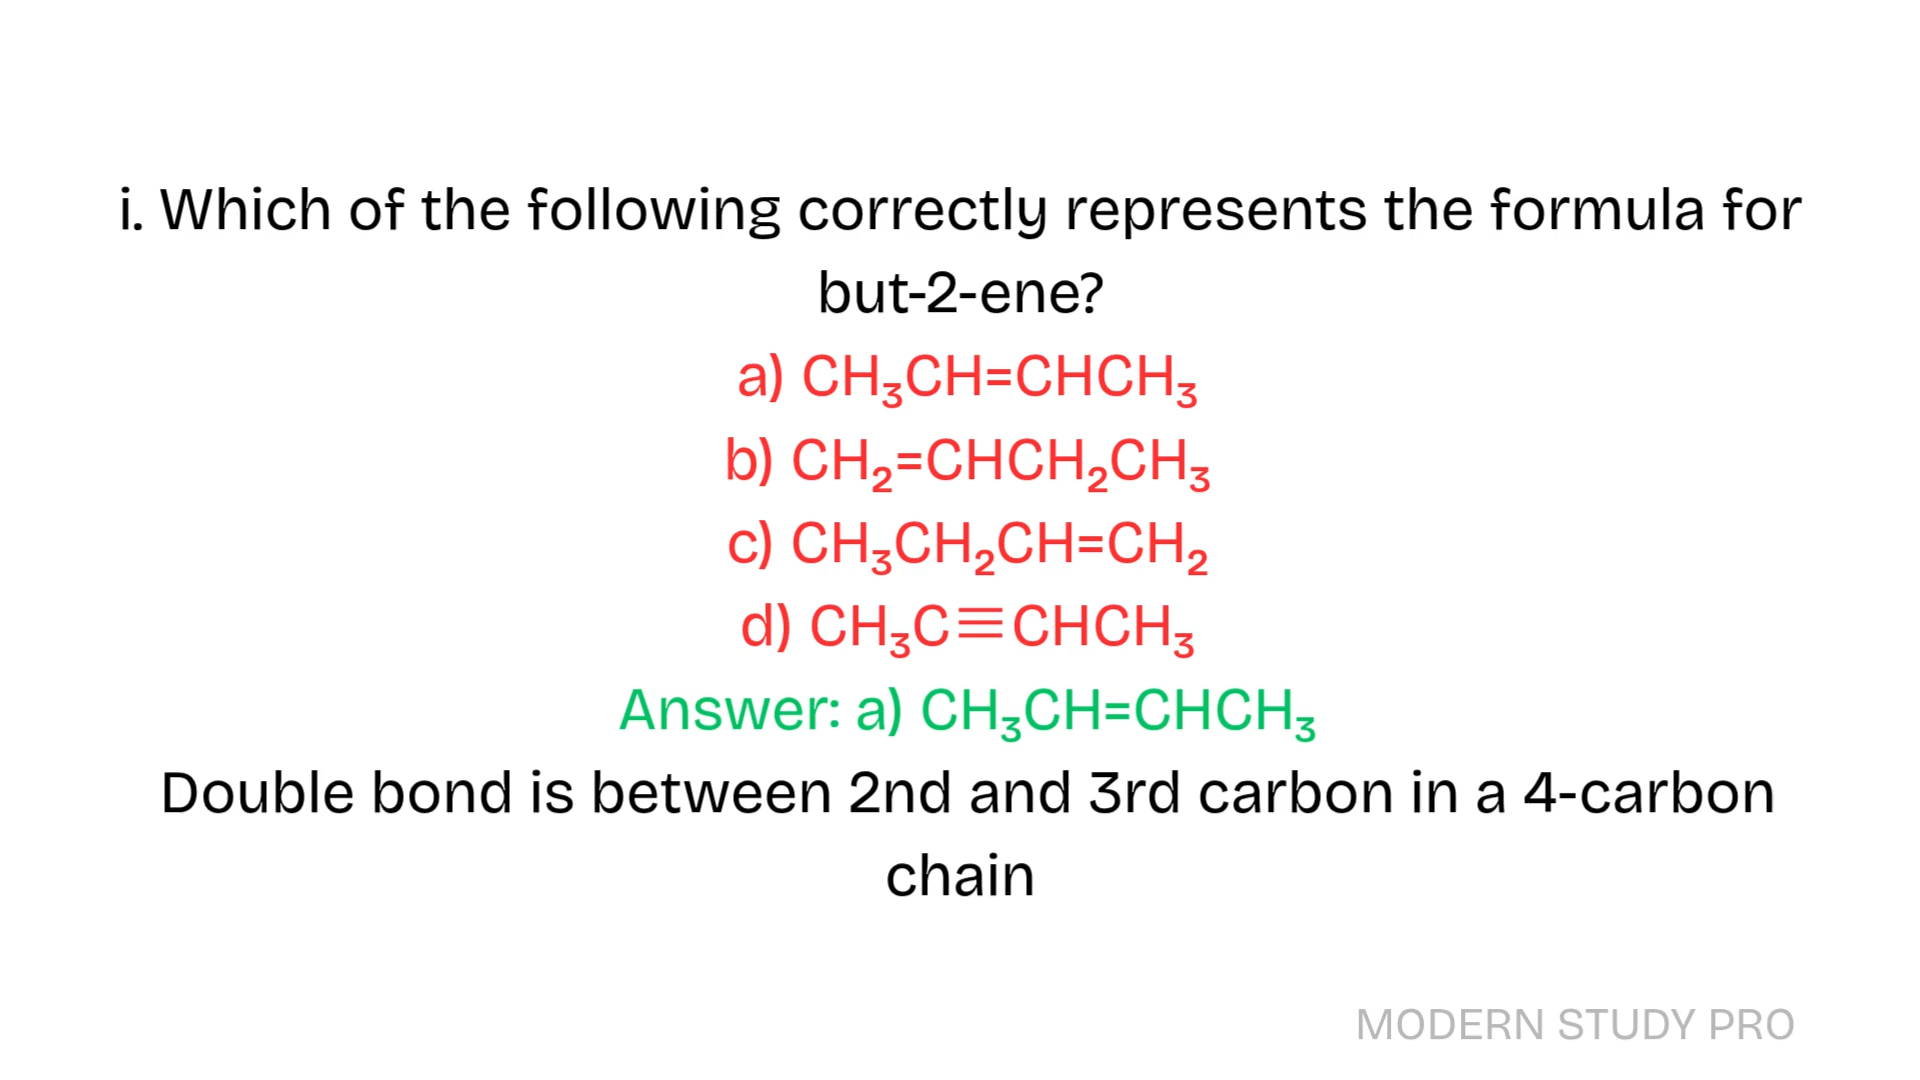 i. Which of the following correctly represents the formula for
but-2-ene?
a) CH₃CH=CHCH₃
b) CH₂=CHCH₂CH₃
c) CH₃CH₂CH=CH₂
d) CH₃C≡CHCH₃
Answer: a) CH₃CH=CHCH₃
Double bond is between 2nd and 3rd carbon in a 4-carbon
chain
MODERN STUDY PRO